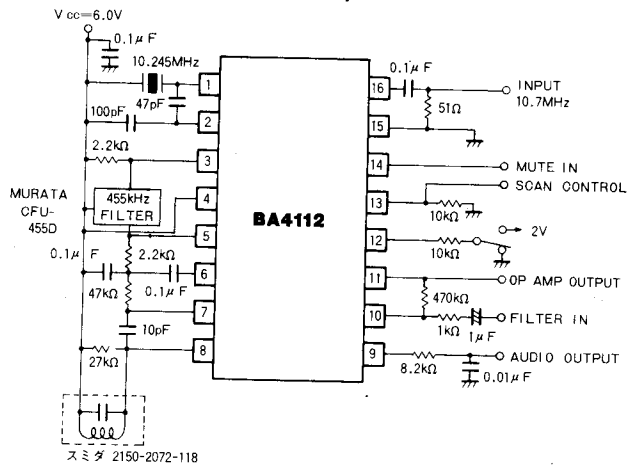 Vcc=6.0V
0.1μF
10.245MHz
47pF
100pF
2.2kΩ
MURATA
CFU-
455D
455kHz
FILTER
2.2kΩ
0.1μF
47kΩ
0.1μF
10pF
27kΩ
スミダ 2150-2072-118
1
2
3
4
5
6
7
8
BA4112
16
15
14
13
12
11
10
9
0.1μF
INPUT
10.7MHz
51Ω
MUTE IN
SCAN CONTROL
10kΩ
2V
10kΩ
OP AMP OUTPUT
470kΩ
FILTER IN
1kΩ
1μF
AUDIO OUTPUT
8.2kΩ
0.01μF